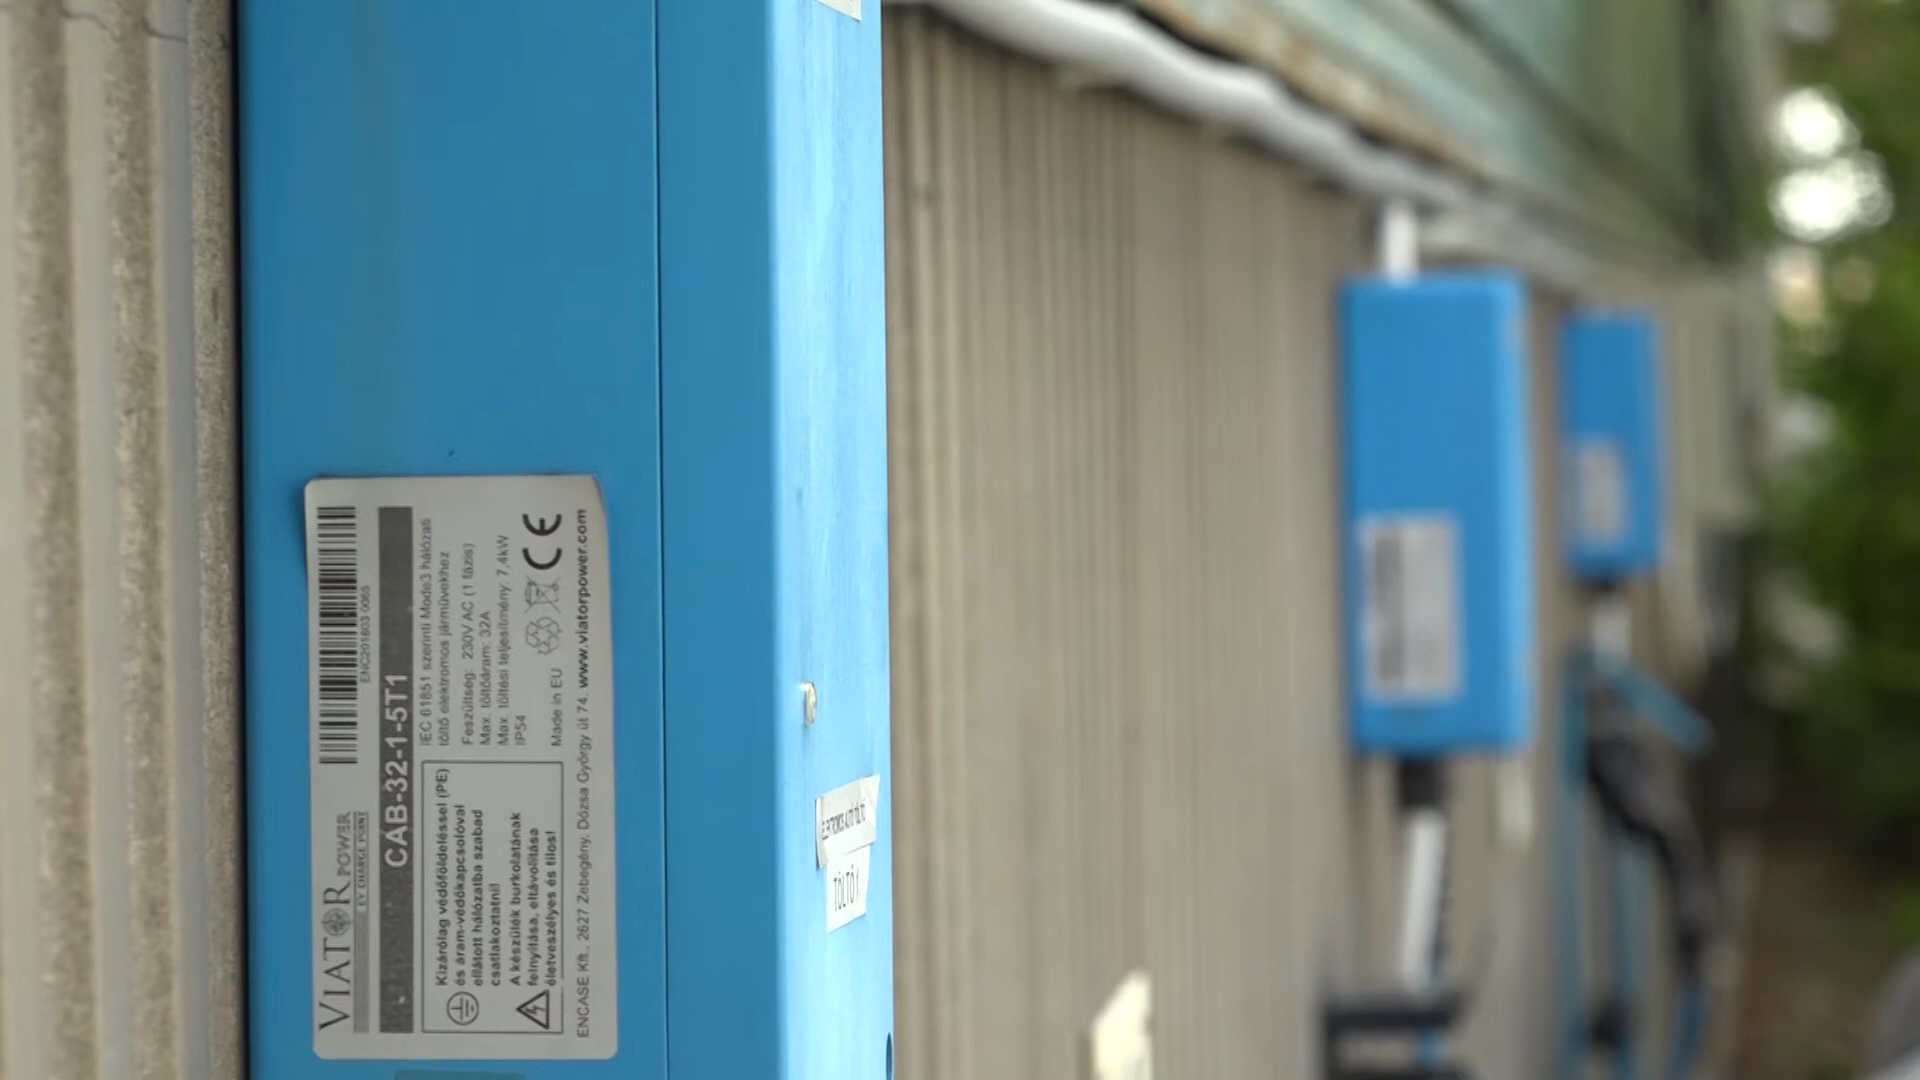 VIATOR POWER
EV CHARGE POINT
ENC201803 0065
CAB-32-1-5T1
IEC 61851 szerinti Mode3 hálózati
töltő elektromos járművekhez
Feszültség: 230V AC (1 fázis)
Max. töltőáram: 32A
Max. töltési teljesítmény: 7,4kW
IP54
Made in EU
CE
Kizárólag védőföldeléssel (PE)
és áram-védőkapcsolóval
ellátott hálózatba szabad
csatlakoztatni!
A készülék burkolatának
felnyitása, eltávolítása
életveszélyes és tilos!
ENCASE Kft., 2627 Zebegény, Dózsa György út 74. www.viatorpower.com
TÖLTŐ 1